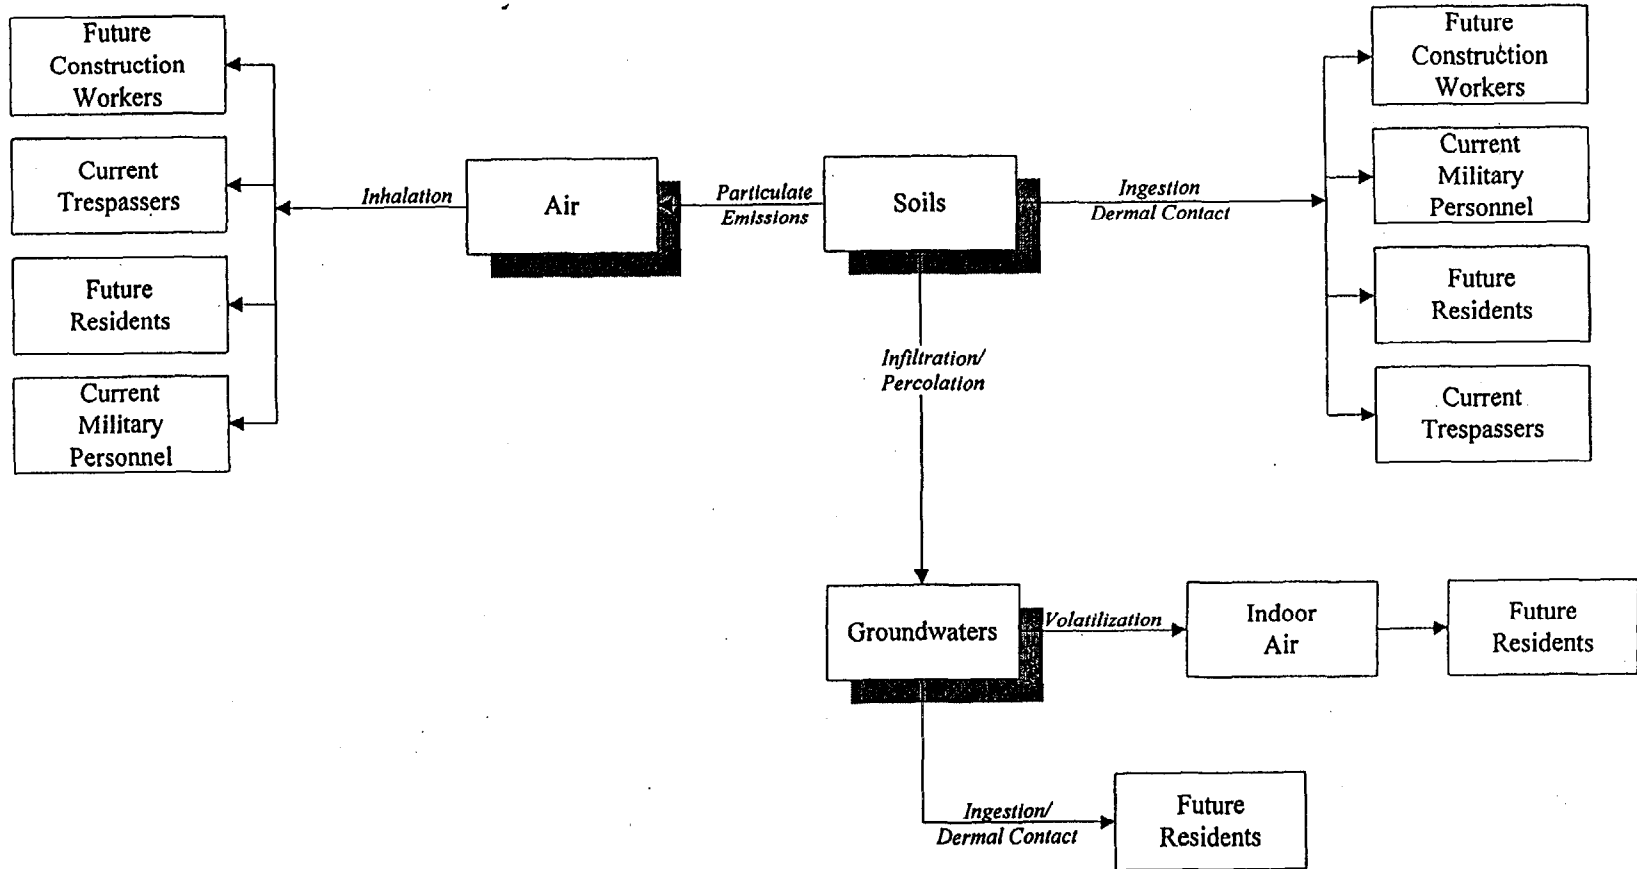 Future
Construction
Workers
Current
Trespassers
Future
Residents
Current
Military
Personnel
Inhalation
Air
Particulate
Emissions
Soils
Ingestion
Dermal Contact
Future
Construction
Workers
Current
Military
Personnel
Future
Residents
Current
Trespassers
Infiltration/
Percolation
Groundwaters
Volatilization
Indoor
Air
Future
Residents
Ingestion/
Dermal Contact
Future
Residents